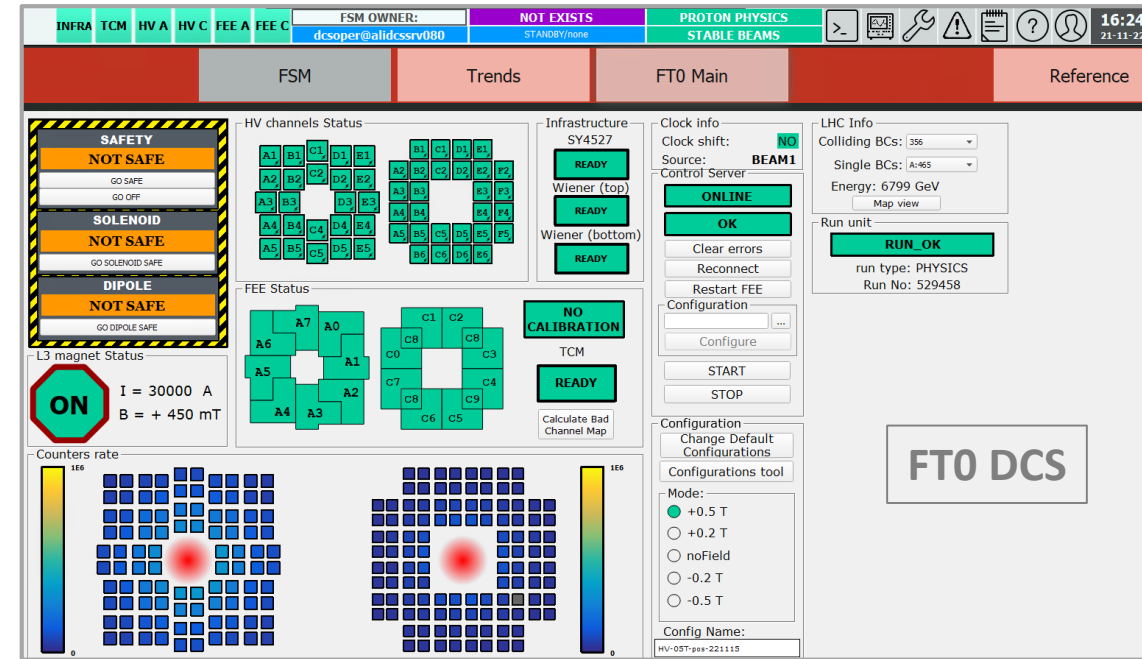 INFRA TCM HV A HV C FEE A FEE C
FSM OWNER:
dcsoper@alidcssrv080
NOT EXISTS
STANDBY/none
PROTON PHYSICS
STABLE BEAMS
>_
?
16:24
21-11-22
FSM
Trends
FT0 Main
Reference
SAFETY
NOT SAFE
GO SAFE
GO OFF
SOLENOID
NOT SAFE
GO SOLENOID SAFE
DIPOLE
NOT SAFE
GO DIPOLE SAFE
L3 magnet Status
ON
I = 30000 A
B = + 450 mT
HV channels Status
A1 B1 C1 D1 E1
A2 B2 C2 D2 E2
A3 B3 D3 E3
A4 B4 C4 D4 E4
A5 B5 C5 D5 E5
B1 C1 D1 E1
A2 B2 C2 D2 E2 F2
A3 B3 E3 F3
A4 B4 E4 F4
A5 B5 C5 D5 E5 F5
B6 C6 D6 E6
Infrastructure
SY4527
READY
Wiener (top)
READY
Wiener (bottom)
READY
FEE Status
A7 A0
A6
A1
A5
A2
A4 A3
C1 C2
C8 C8
C0 C3
C7 C4
C8 C9
C6 C5
NO
CALIBRATION
TCM
READY
Calculate Bad
Channel Map
Clock info
Clock shift: NO
Source: BEAM1
Control Server
ONLINE
OK
Clear errors
Reconnect
Restart FEE
Configuration
...
Configure
START
STOP
Configuration
Change Default
Configurations
Configurations tool
Mode:
+0.5 T
+0.2 T
noField
-0.2 T
-0.5 T
Config Name:
HV-05T-pos-221115
LHC Info
Colliding BCs: 356
Single BCs: A:465
Energy: 6799 GeV
Map view
Run unit
RUN_OK
run type: PHYSICS
Run No: 529458
FT0 DCS
Counters rate
1E6
0
1E6
0